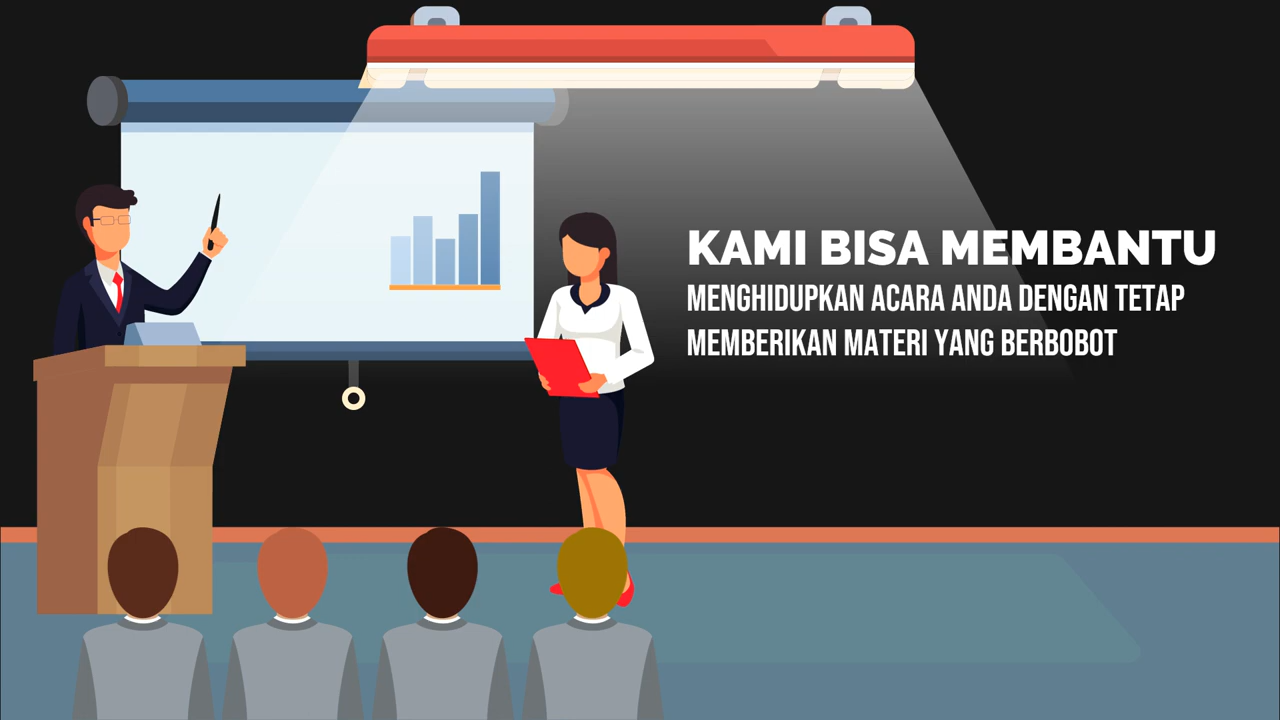 KAMI BISA MEMBANTU
MENGHIDUPKAN ACARA ANDA DENGAN TETAP
MEMBERIKAN MATERI YANG BERBOBOT